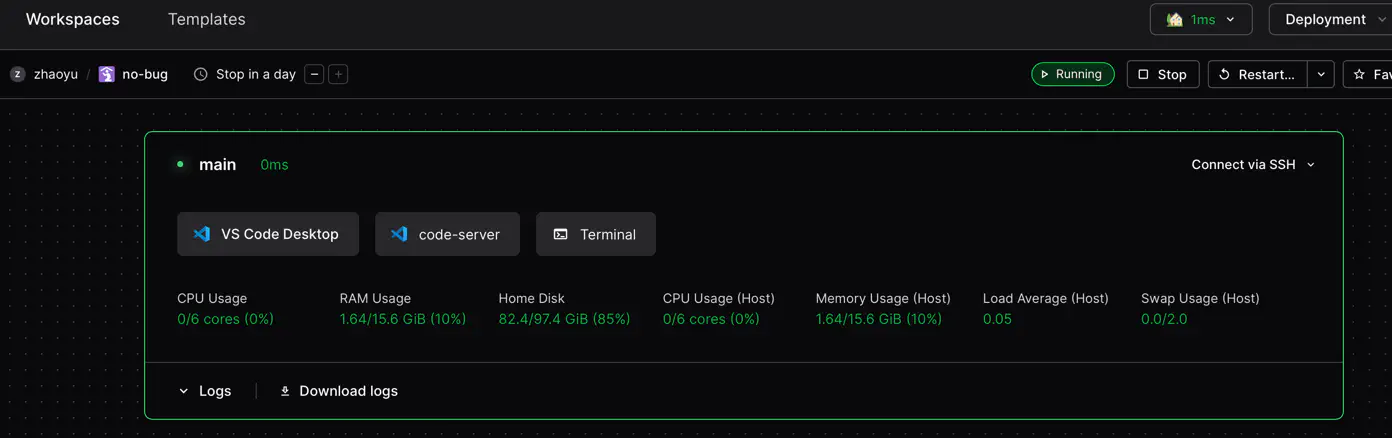 Workspaces Templates 1ms Deployment
Z zhaoyu / no-bug Stop in a day − + Running Stop Restart... Fav
main 0ms Connect via SSH
VS Code Desktop code-server Terminal
CPU Usage RAM Usage Home Disk CPU Usage (Host) Memory Usage (Host) Load Average (Host) Swap Usage (Host)
0/6 cores (0%) 1.64/15.6 GiB (10%) 82.4/97.4 GiB (85%) 0/6 cores (0%) 1.64/15.6 GiB (10%) 0.05 0.0/2.0
Logs Download logs